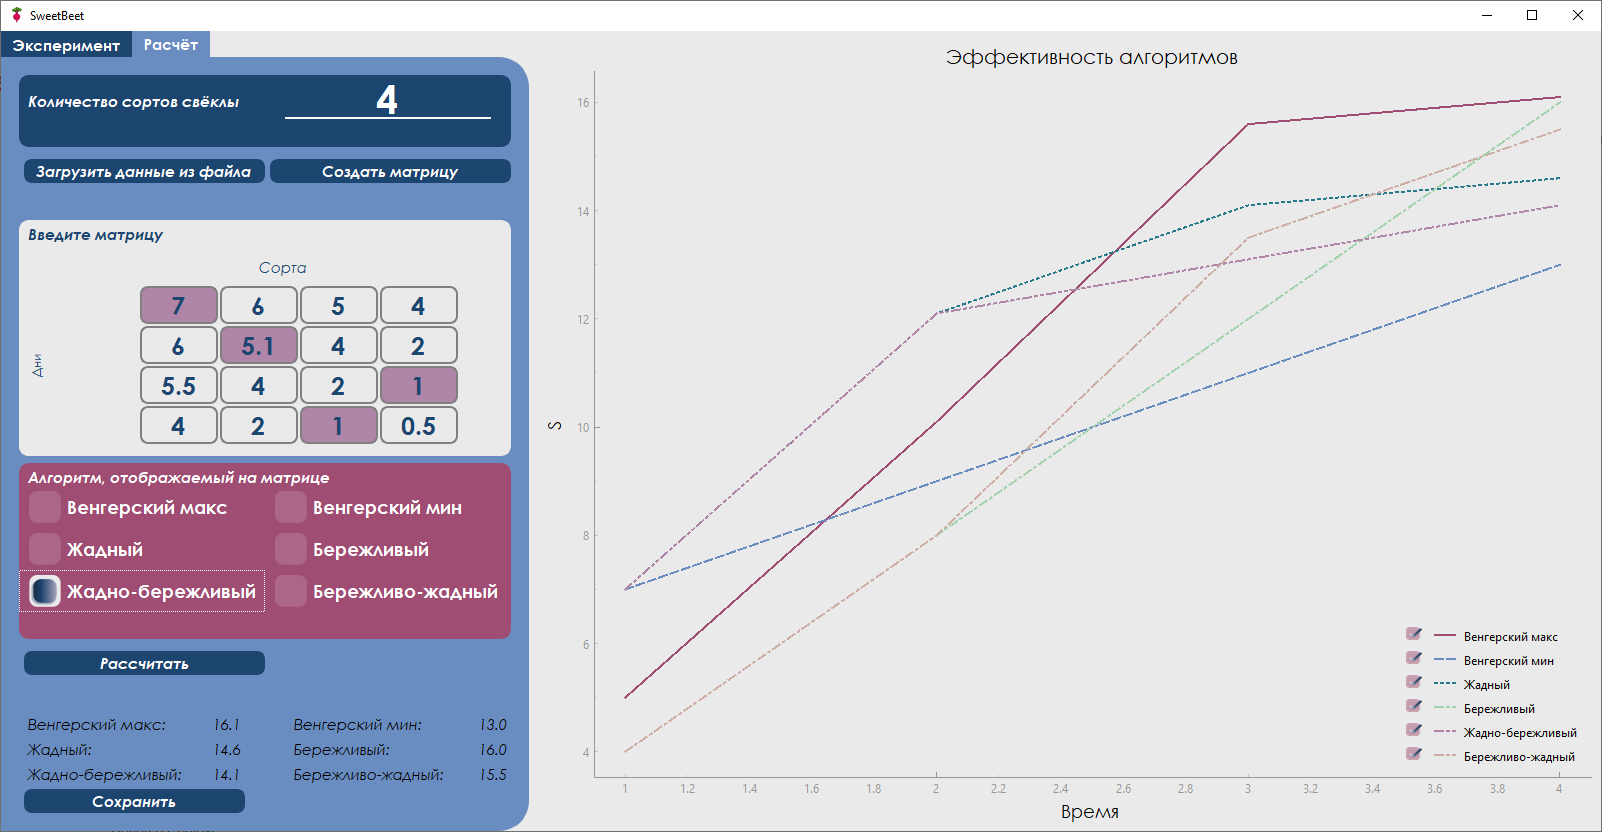 SweetBeet
Эксперимент
Расчёт
Количество сортов свёклы
4
Загрузить данные из файла
Создать матрицу
Введите матрицу
Сорта
Дни
7 6 5 4
6 5.1 4 2
5.5 4 2 1
4 2 1 0.5
Алгоритм, отображаемый на матрице
Венгерский макс
Венгерский мин
Жадный
Бережливый
Жадно-бережливый
Бережливо-жадный
Рассчитать
Венгерский макс: 16.1
Венгерский мин: 13.0
Жадный: 14.6
Бережливый: 16.0
Жадно-бережливый: 14.1
Бережливо-жадный: 15.5
Сохранить
Эффективность алгоритмов
16
14
12
10
8
6
4
S
1 1.2 1.4 1.6 1.8 2 2.2 2.4 2.6 2.8 3 3.2 3.4 3.6 3.8 4
Время
Венгерский макс
Венгерский мин
Жадный
Бережливый
Жадно-бережливый
Бережливо-жадный